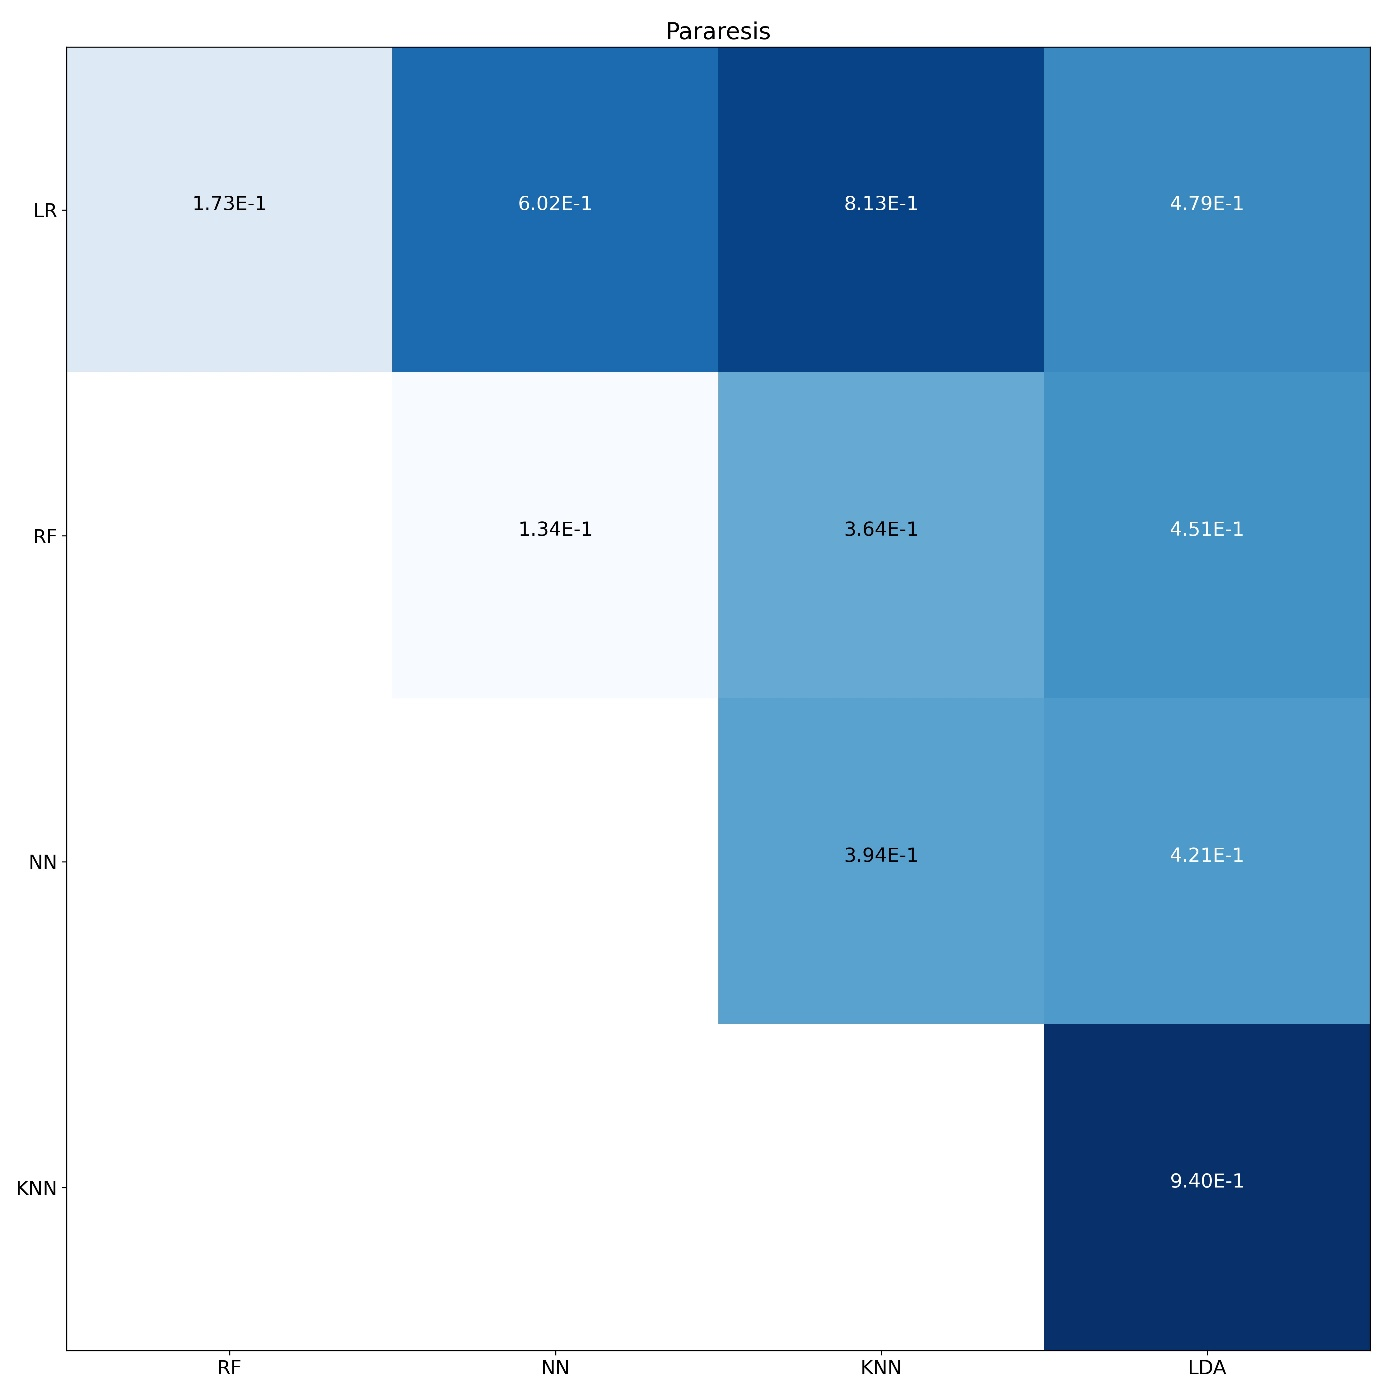 Pararesis
LR 1.73E-1 6.02E-1 8.13E-1 4.79E-1
RF 1.34E-1 3.64E-1 4.51E-1
NN 3.94E-1 4.21E-1
KNN 9.40E-1
RF NN KNN LDA